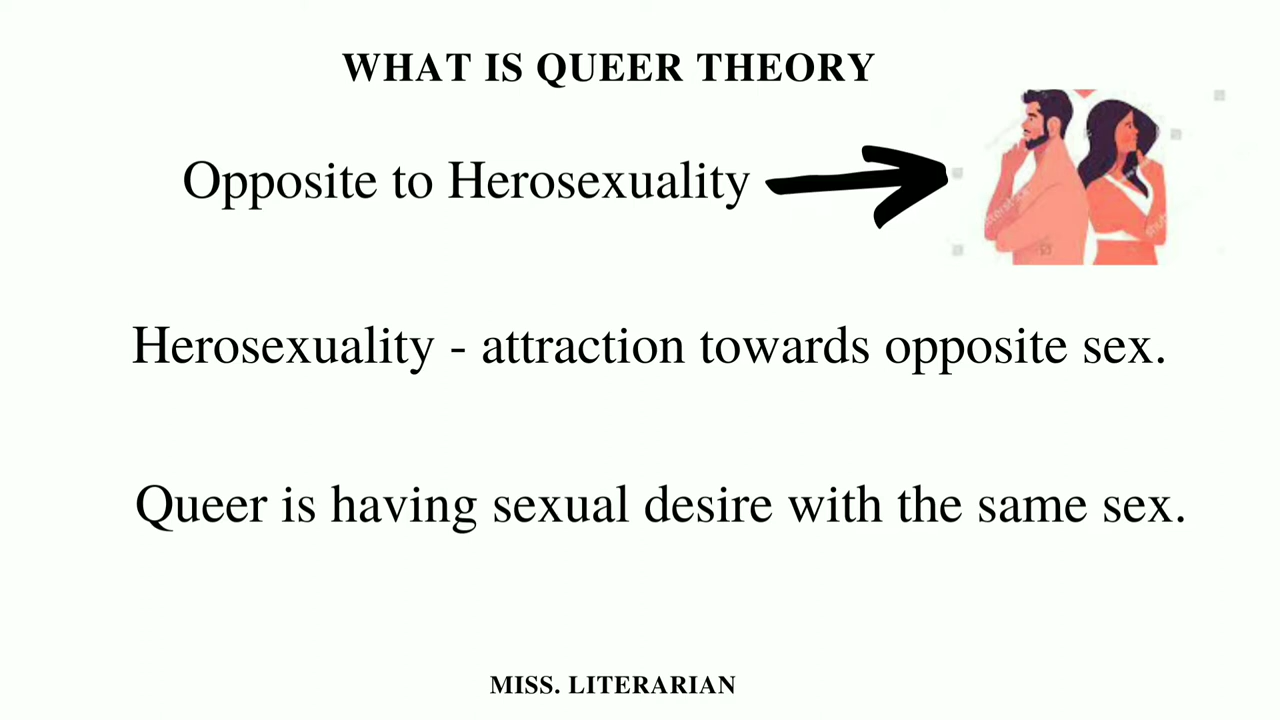 WHAT IS QUEER THEORY
Opposite to Herosexuality
Herosexuality - attraction towards opposite sex.
Queer is having sexual desire with the same sex.
MISS. LITERARIAN